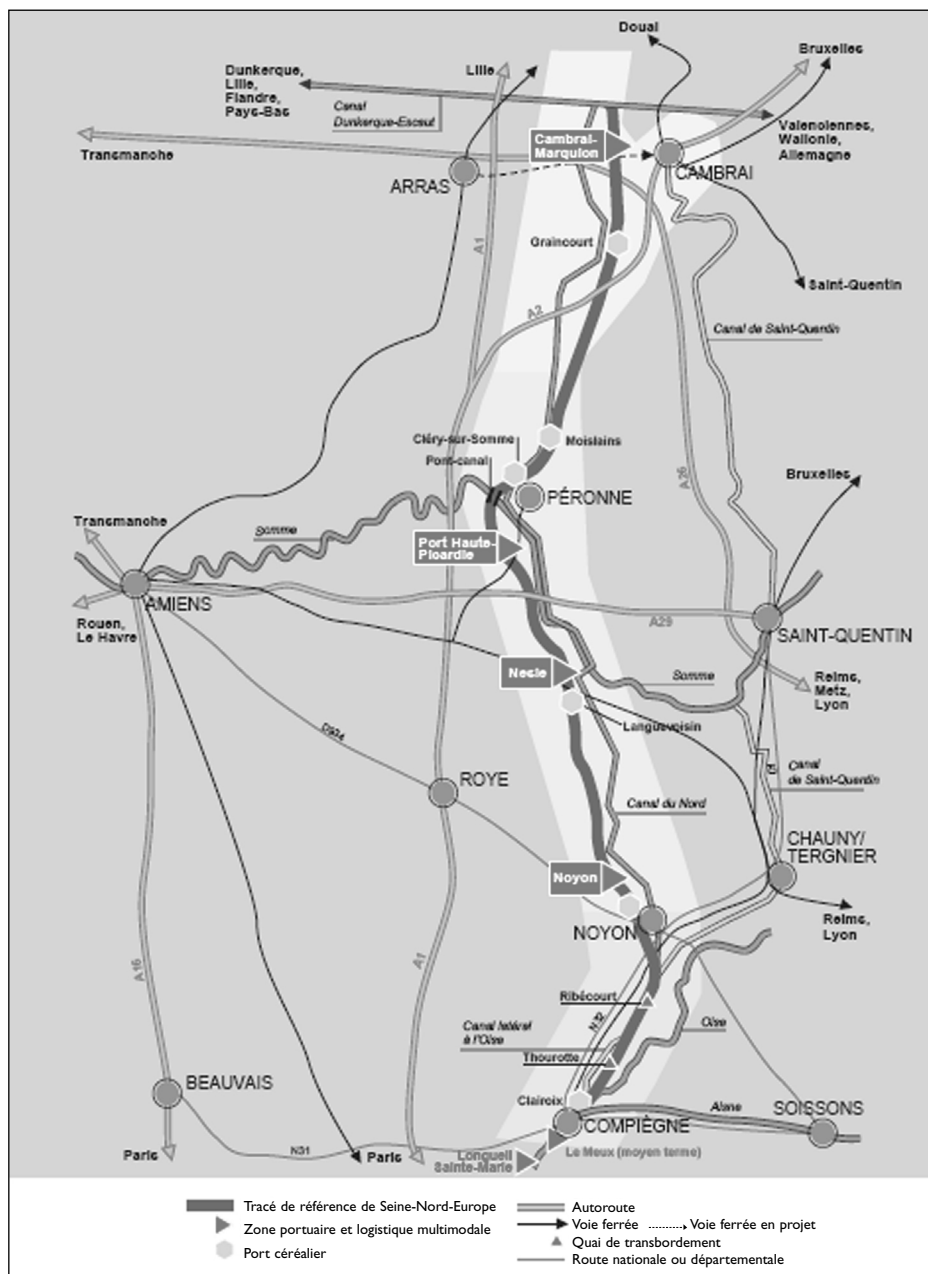 Douai
Bruxelles
Lille
Dunkerque,
Lille,
Flandre,
Pays-Bas
Canal
Dunkerque-Escaut
Valenciennes,
Wallonie,
Allemagne
Transmanche
Cambrai-
Marquion
CAMBRAI
ARRAS
A1
Graincourt
Saint-Quentin
A2
Canal de Saint-Quentin
Cléry-sur-Somme
Moislains
Pont-canal
A26
Bruxelles
PÉRONNE
Transmanche
Somme
Port Haute-
Picardie
AMIENS
Rouen,
Le Havre
A29
SAINT-QUENTIN
Nesle
Somme
Reims,
Metz,
Lyon
Languevoisin
D934
ROYE
Canal
de Saint-Quentin
Canal du Nord
CHAUNY/
TERGNIER
Noyon
NOYON
Reims,
Lyon
A16
A1
Ribécourt
N32
Canal latéral
à l'Oise
Oise
Thourotte
BEAUVAIS
Clairoix
Aisne
SOISSONS
COMPIÈGNE
Paris
N31
Paris
Longueil
Sainte-Marie
Le Meux (moyen terme)
Tracé de référence de Seine-Nord-Europe
Autoroute
Zone portuaire et logistique multimodale
Voie ferrée
Voie ferrée en projet
Port céréalier
Quai de transbordement
Route nationale ou départementale